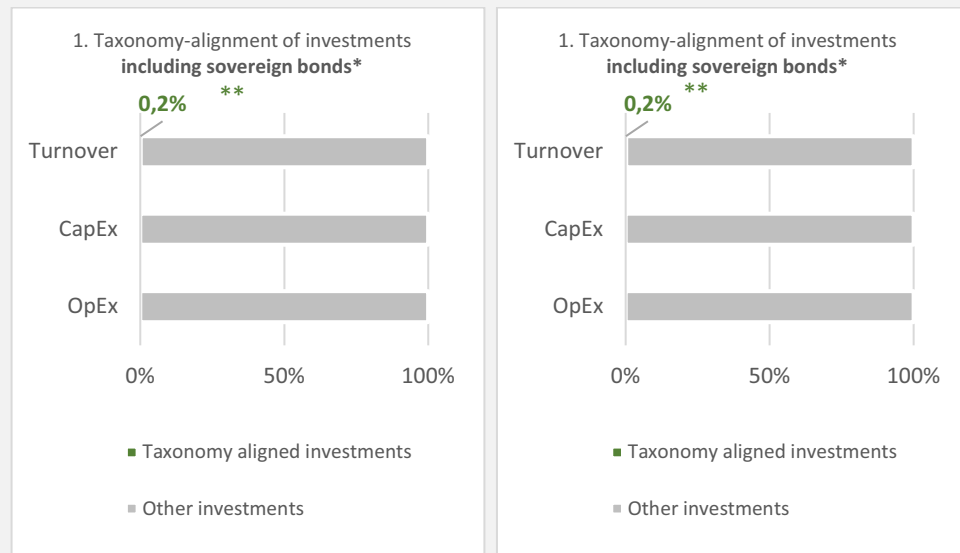 1. Taxonomy-alignment of investments
including sovereign bonds*
0,2% **
Turnover
CapEx
OpEx
0% 50% 100%
Taxonomy aligned investments
Other investments
1. Taxonomy-alignment of investments
including sovereign bonds*
0,2% **
Turnover
CapEx
OpEx
0% 50% 100%
Taxonomy aligned investments
Other investments